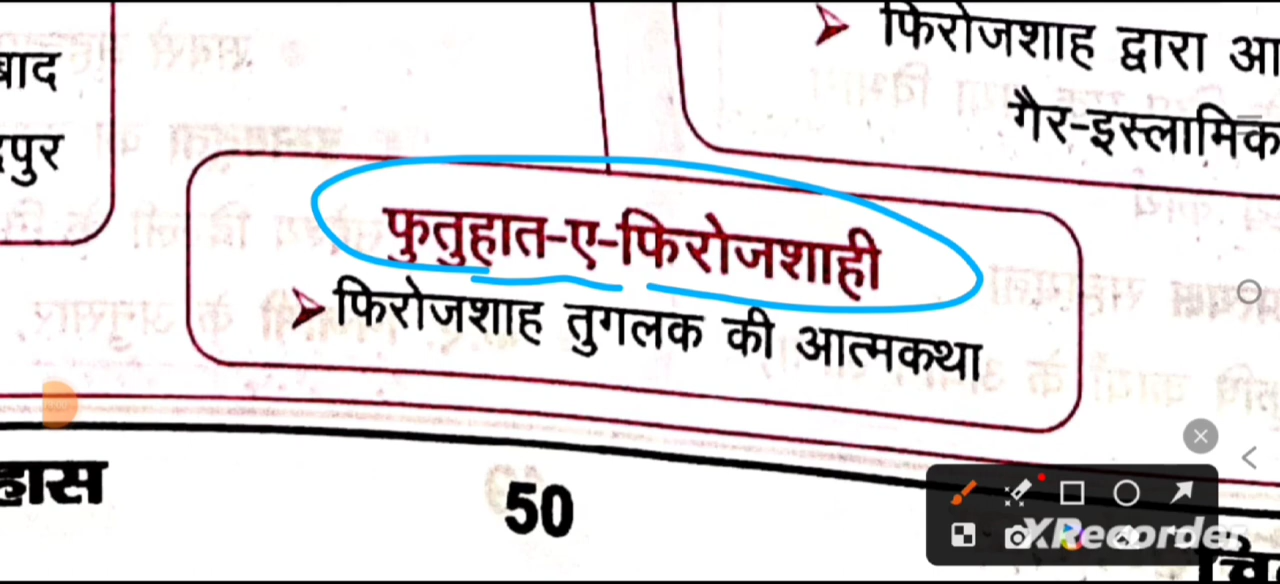 फिरोजशाह द्वारा आ
गैर-इस्लामिक
बाद
पुर
फुतुहात-ए-फिरोजशाही
➤ फिरोजशाह तुगलक की आत्मकथा
हास
50
XRecorder